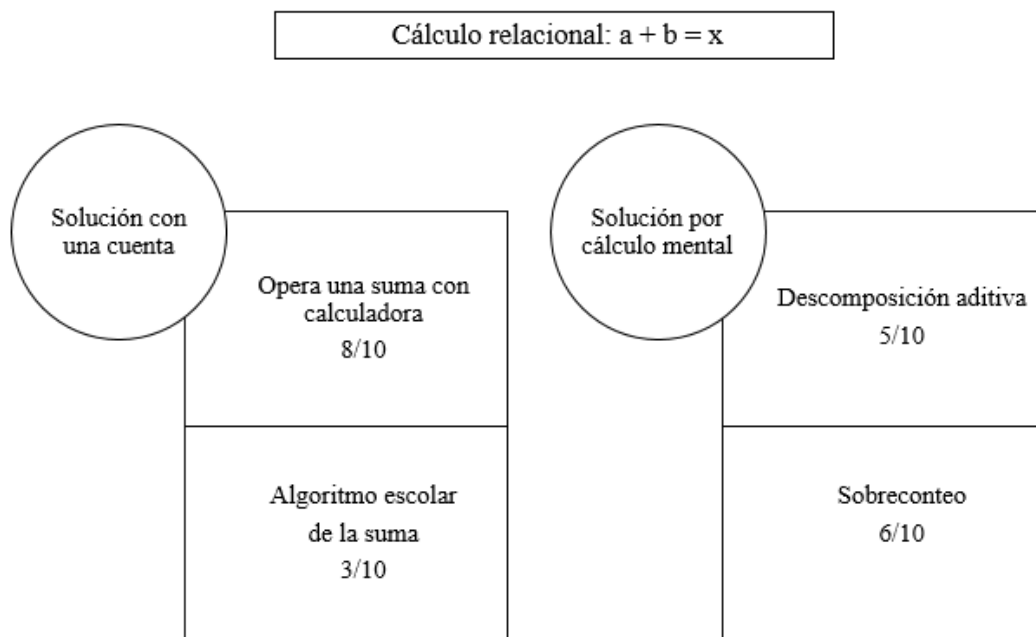 Cálculo relacional: a + b = x
Solución con
una cuenta
Opera una suma con
calculadora
8/10
Algoritmo escolar
de la suma
3/10
Solución por
cálculo mental
Descomposición aditiva
5/10
Sobreconteo
6/10